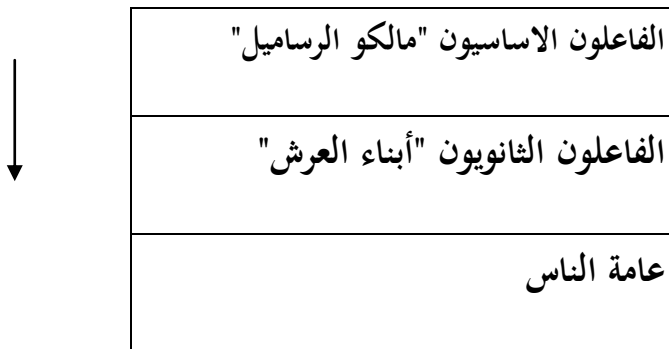 الفاعلون الاساسيون "مالكو الرساميل"
الفاعلون الثانويون "أبناء العرش"
عامة الناس